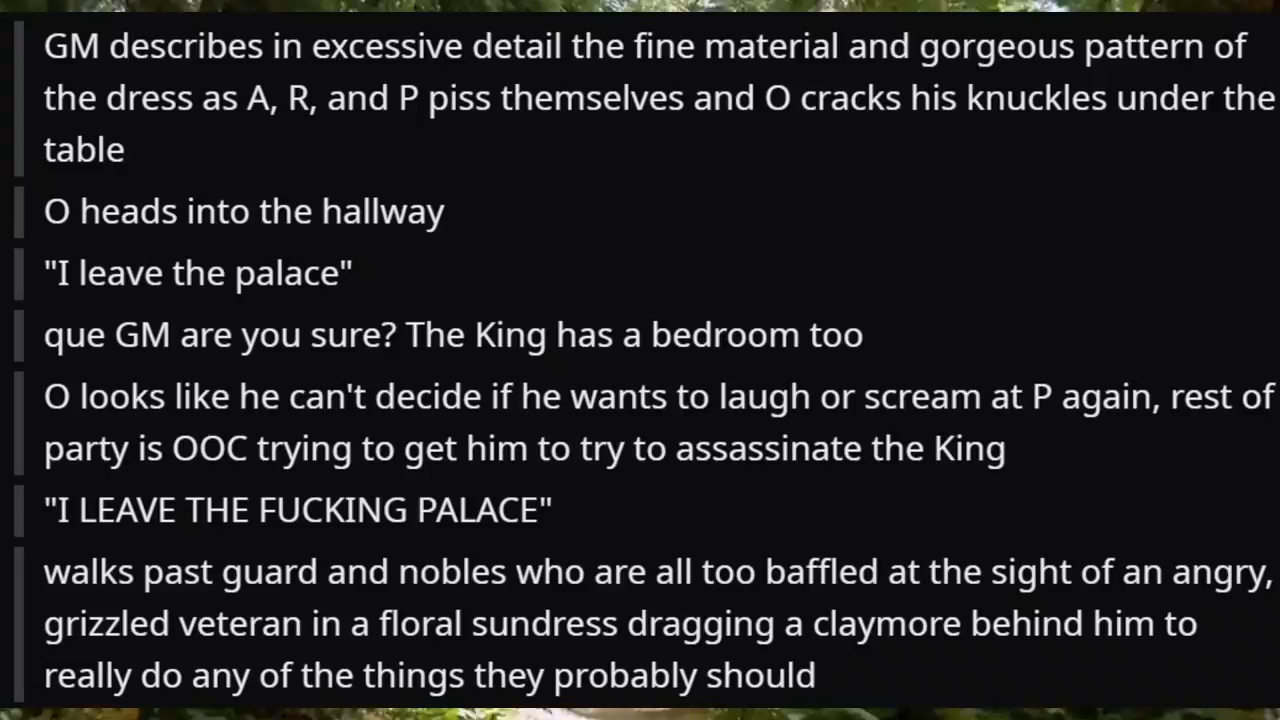 GM describes in excessive detail the fine material and gorgeous pattern of
the dress as A, R, and P piss themselves and O cracks his knuckles under the
table
O heads into the hallway
"I leave the palace"
que GM are you sure? The King has a bedroom too
O looks like he can't decide if he wants to laugh or scream at P again, rest of
party is OOC trying to get him to try to assassinate the King
"I LEAVE THE FUCKING PALACE"
walks past guard and nobles who are all too baffled at the sight of an angry,
grizzled veteran in a floral sundress dragging a claymore behind him to
really do any of the things they probably should